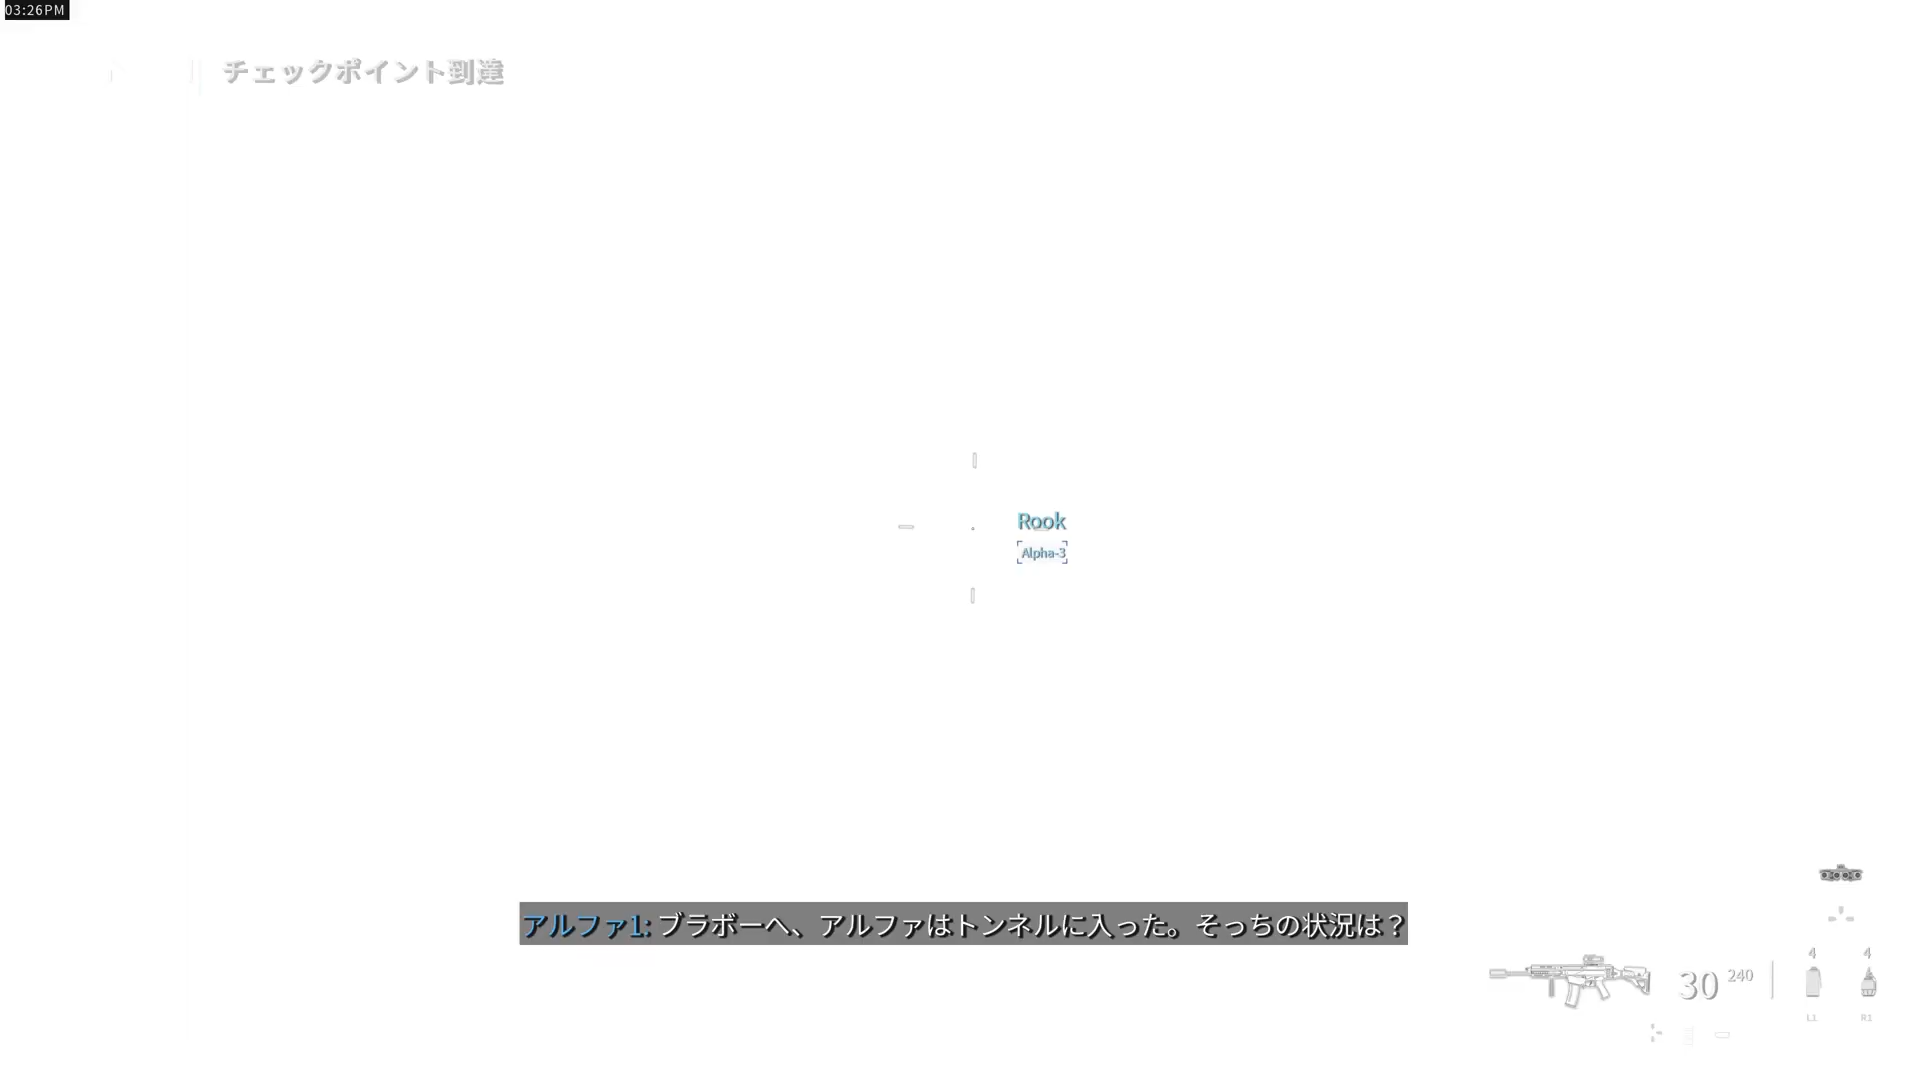 03:26PM
チェックポイント到達
Rook
Alpha-3
アルファ1: ブラボーへ、アルファはトンネルに入った。そっちの状況は？
4 4
30 240
L1 R1